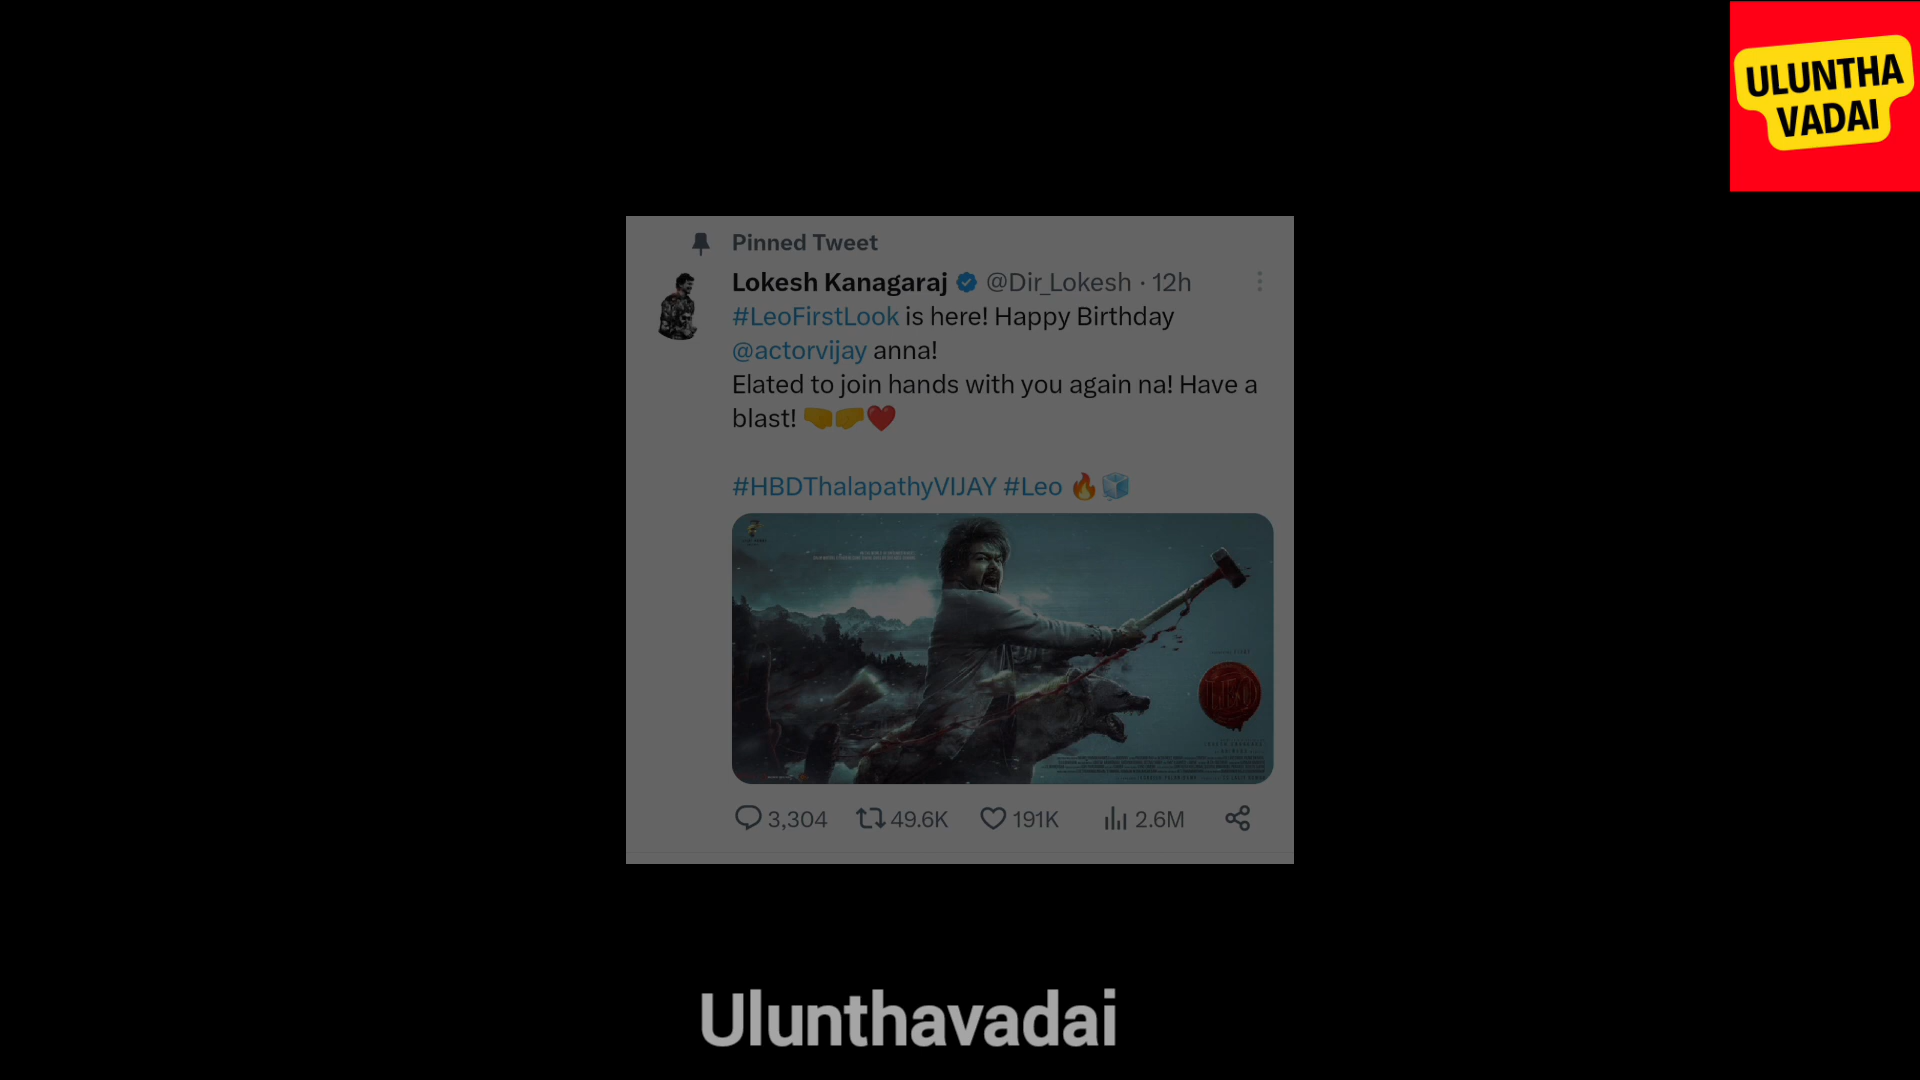 ULUNTHA
VADAI
Pinned Tweet
Lokesh Kanagaraj @Dir_Lokesh · 12h
#LeoFirstLook is here! Happy Birthday
@actorvijay anna!
Elated to join hands with you again na! Have a
blast! 🤜🤛❤️
#HBDThalapathyVIJAY #Leo 🔥🧊
LEO
3,304 49.6K 191K 2.6M
Ulunthavadai